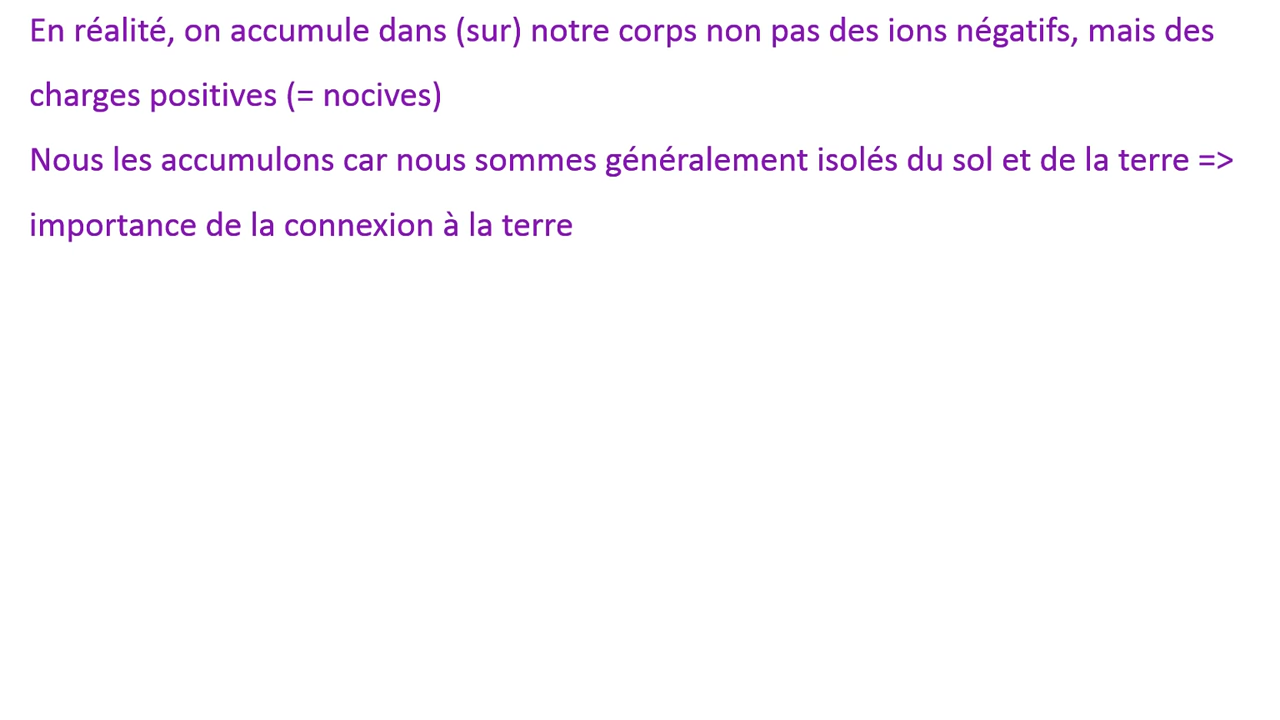 En réalité, on accumule dans (sur) notre corps non pas des ions négatifs, mais des
charges positives (= nocives)
Nous les accumulons car nous sommes généralement isolés du sol et de la terre =>
importance de la connexion à la terre